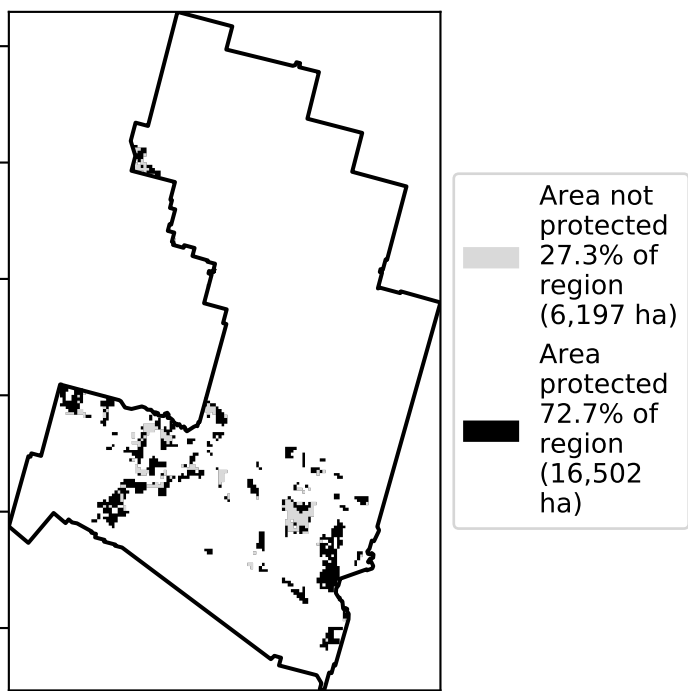 Area not
protected
27.3% of
region
(6,197 ha)
Area
protected
72.7% of
region
(16,502
ha)